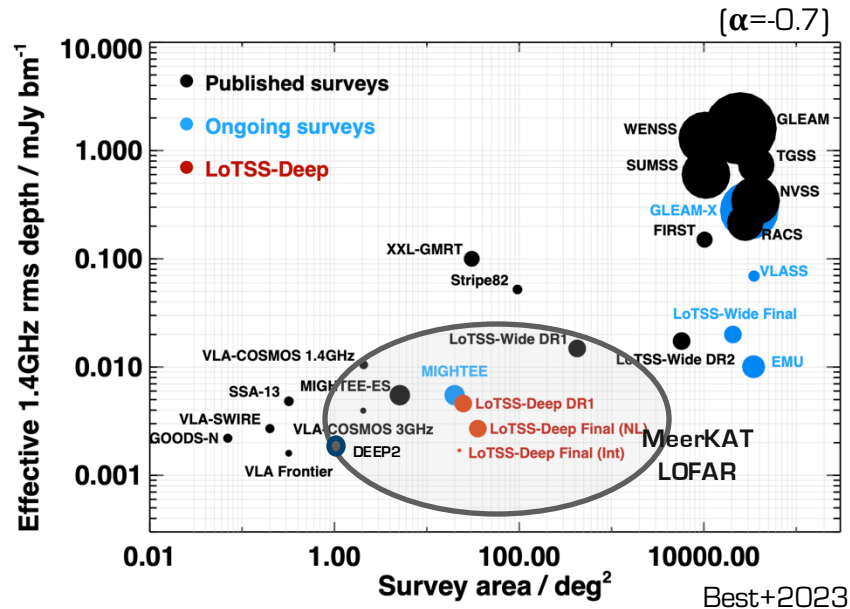 (α=-0.7)
Effective 1.4GHz rms depth / mJy bm⁻¹
10.000
1.000
0.100
0.010
0.001
Published surveys
Ongoing surveys
LoTSS-Deep
GLEAM
WENSS
TGSS
SUMSS
NVSS
GLEAM-X
FIRST
RACS
XXL-GMRT
VLASS
Stripe82
LoTSS-Wide Final
LoTSS-Wide DR1
VLA-COSMOS 1.4GHz
LoTSS-Wide DR2
EMU
MIGHTEE
MIGHTEE-ES
SSA-13
LoTSS-Deep DR1
VLA-SWIRE
VLA-COSMOS 3GHz
LoTSS-Deep Final (NL)
GOODS-N
DEEP2
MeerKAT
LOFAR
LoTSS-Deep Final (Int)
VLA Frontier
0.01
1.00
100.00
10000.00
Survey area / deg²
Best+2023